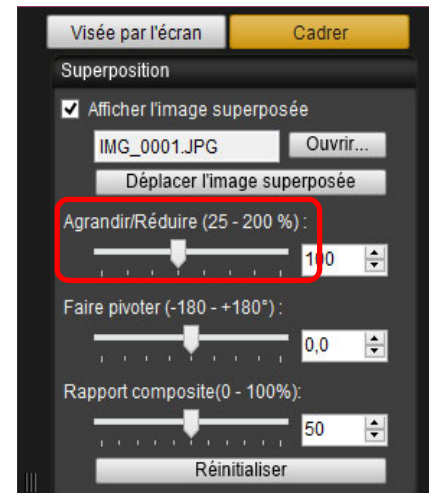 Visée par l'écran Cadrer
Superposition
Afficher l'image superposée
IMG_0001.JPG Ouvrir...
Déplacer l'image superposée
Agrandir/Réduire (25 - 200 %) :
100
Faire pivoter (-180 - +180°) :
0,0
Rapport composite(0 - 100%):
50
Réinitialiser